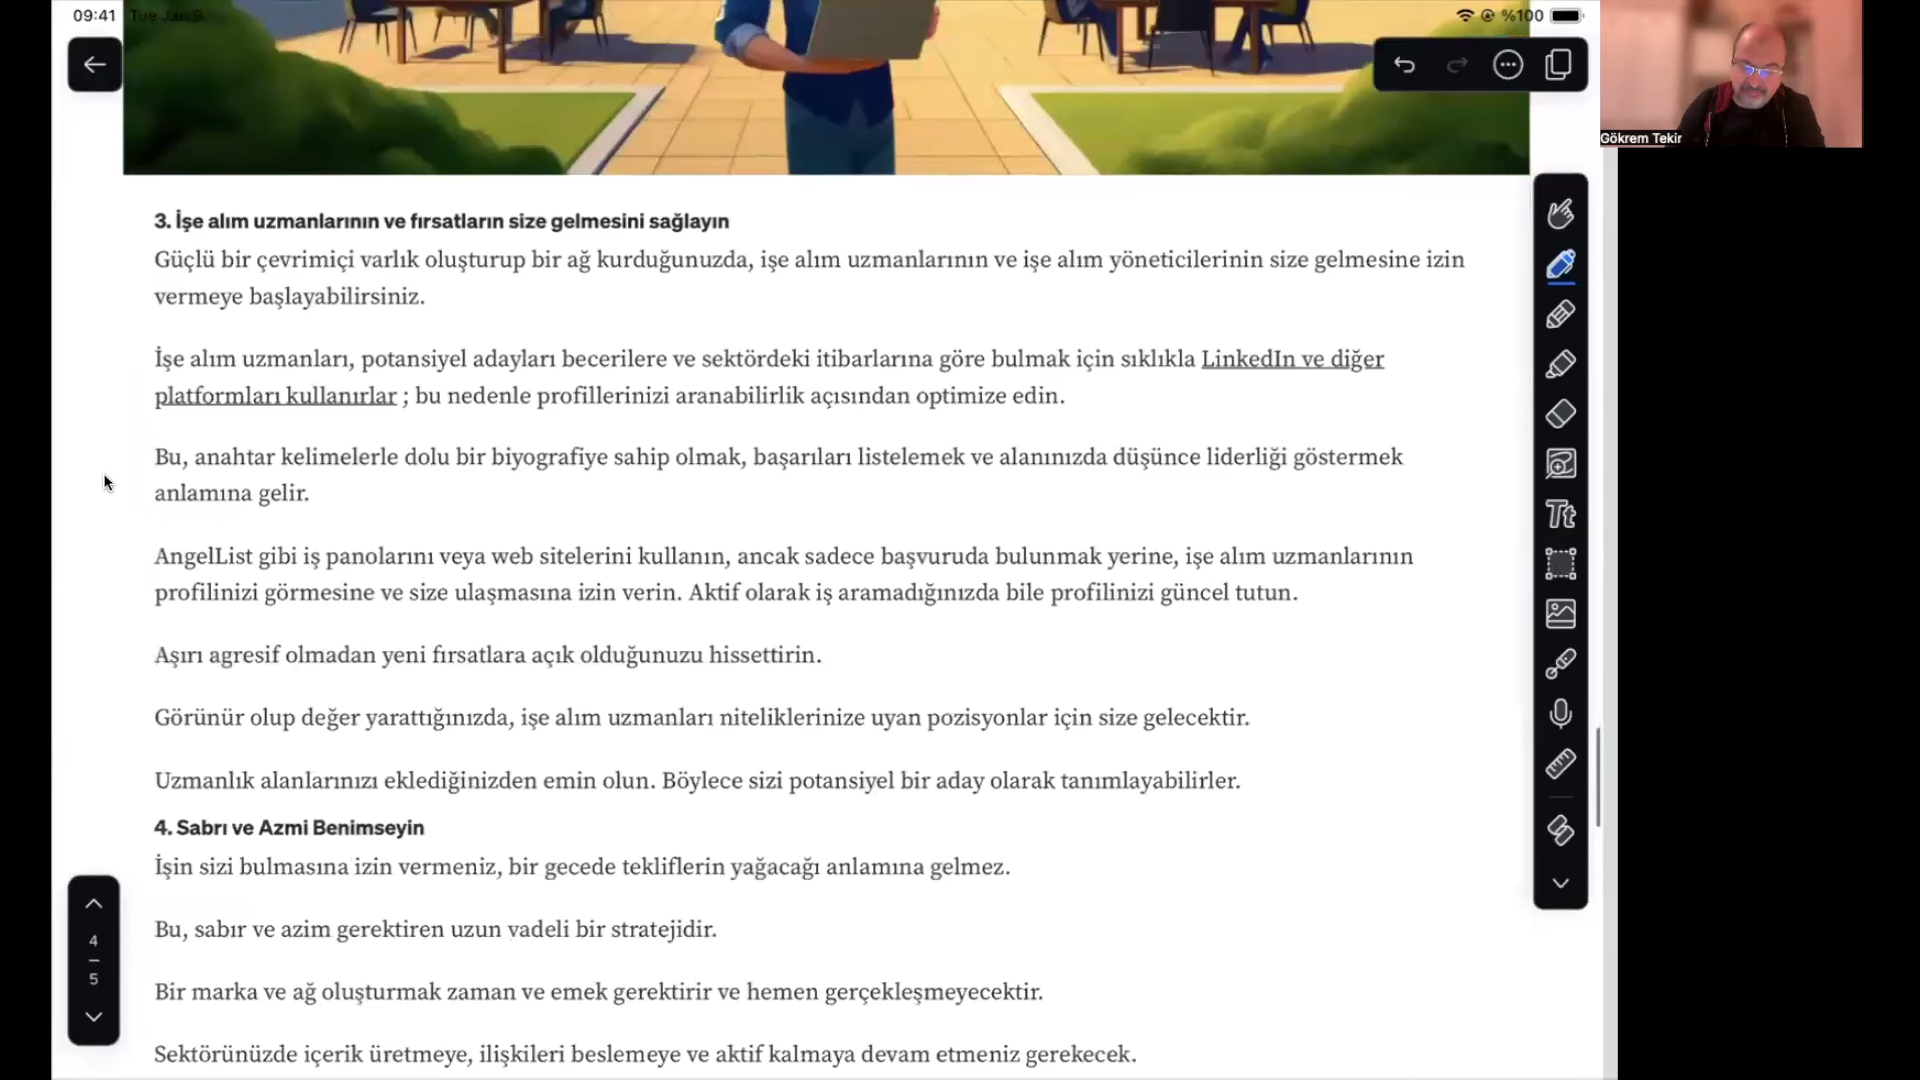 09:41 Tue Jan 9
%100
Gökrem Tekir
3. İşe alım uzmanlarının ve fırsatların size gelmesini sağlayın
Güçlü bir çevrimiçi varlık oluşturup bir ağ kurduğunuzda, işe alım uzmanlarının ve işe alım yöneticilerinin size gelmesine izin
vermeye başlayabilirsiniz.
İşe alım uzmanları, potansiyel adayları becerilere ve sektördeki itibarlarına göre bulmak için sıklıkla LinkedIn ve diğer
platformları kullanırlar ; bu nedenle profillerinizi aranabilirlik açısından optimize edin.
Bu, anahtar kelimelerle dolu bir biyografiye sahip olmak, başarıları listelemek ve alanınızda düşünce liderliği göstermek
anlamına gelir.
AngelList gibi iş panolarını veya web sitelerini kullanın, ancak sadece başvuruda bulunmak yerine, işe alım uzmanlarının
profilinizi görmesine ve size ulaşmasına izin verin. Aktif olarak iş aramadığınızda bile profilinizi güncel tutun.
Aşırı agresif olmadan yeni fırsatlara açık olduğunuzu hissettirin.
Görünür olup değer yarattığınızda, işe alım uzmanları niteliklerinize uyan pozisyonlar için size gelecektir.
Uzmanlık alanlarınızı eklediğinizden emin olun. Böylece sizi potansiyel bir aday olarak tanımlayabilirler.
4. Sabrı ve Azmi Benimseyin
İşin sizi bulmasına izin vermeniz, bir gecede tekliflerin yağacağı anlamına gelmez.
Bu, sabır ve azim gerektiren uzun vadeli bir stratejidir.
Bir marka ve ağ oluşturmak zaman ve emek gerektirir ve hemen gerçekleşmeyecektir.
Sektörünüzde içerik üretmeye, ilişkileri beslemeye ve aktif kalmaya devam etmeniz gerekecek.
4
5
Tt